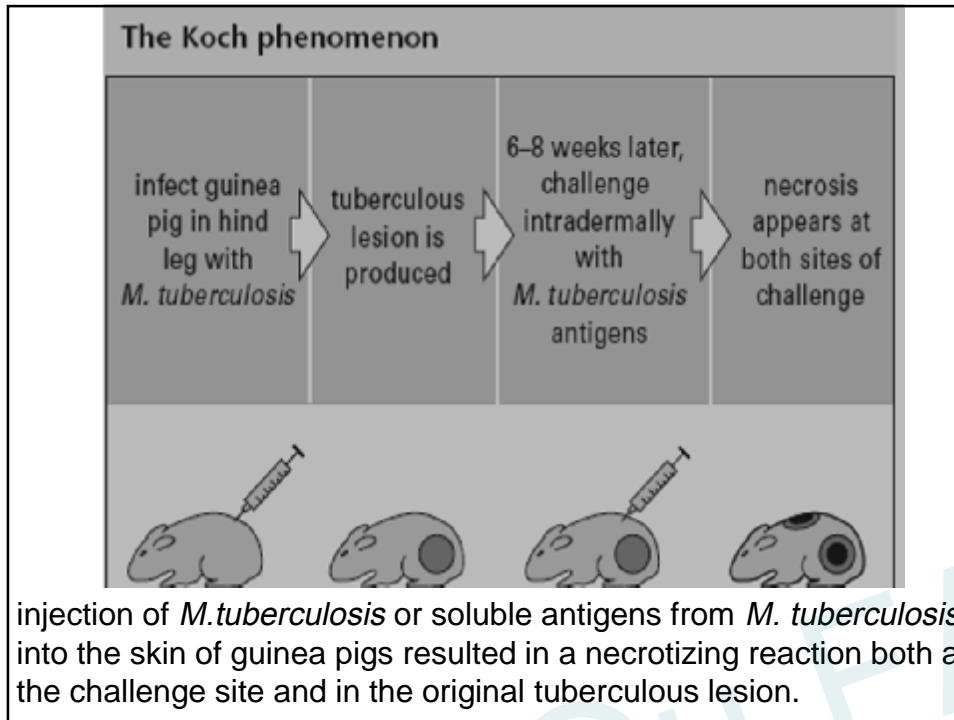 The Koch phenomenon
infect guinea
pig in hind
leg with
M. tuberculosis
tuberculous
lesion is
produced
6–8 weeks later,
challenge
intradermally
with
M. tuberculosis
antigens
necrosis
appears at
both sites of
challenge
injection of M.tuberculosis or soluble antigens from M. tuberculosis
into the skin of guinea pigs resulted in a necrotizing reaction both a
the challenge site and in the original tuberculous lesion.